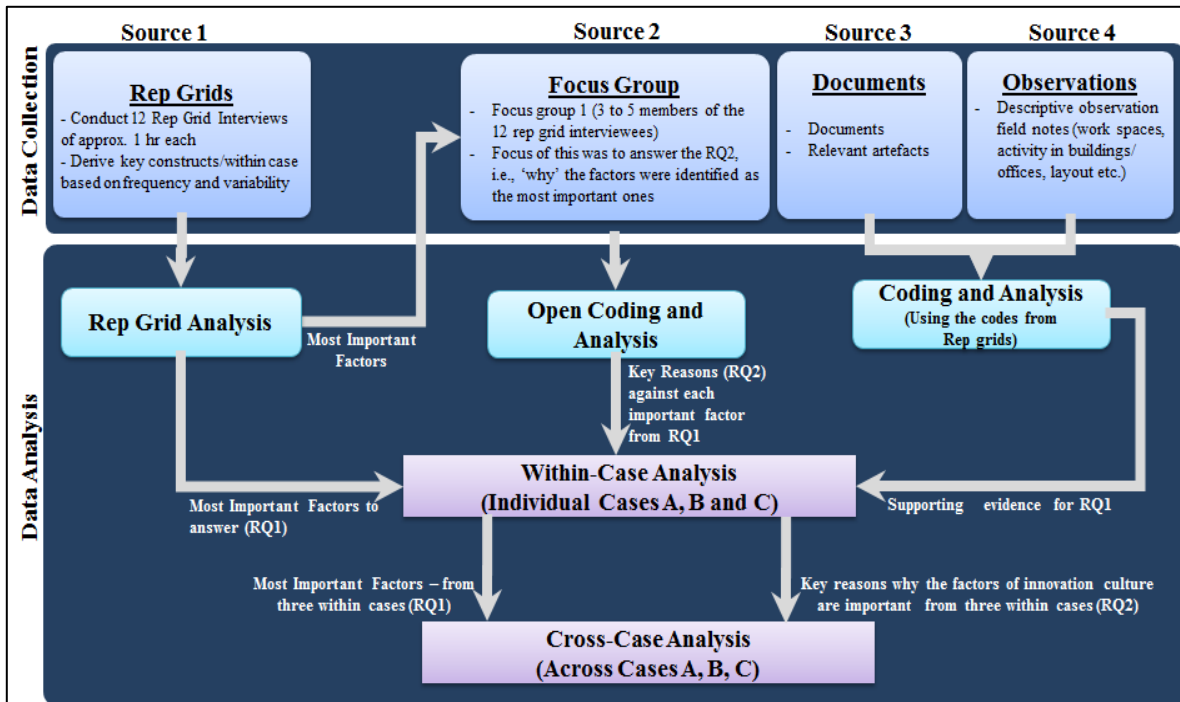 Source 1
Source 2
Source 3
Source 4
Data Collection
Rep Grids
- Conduct 12 Rep Grid Interviews
of approx. 1 hr each
- Derive key constructs/within case
based on frequency and variability
Focus Group
- Focus group 1 (3 to 5 members of the
12 rep grid interviewees)
- Focus of this was to answer the RQ2,
i.e., ‘why’ the factors were identified as
the most important ones
Documents
- Documents
- Relevant artefacts
Observations
- Descriptive observation
field notes (work spaces,
activity in buildings/
offices, layout etc.)
Data Analysis
Rep Grid Analysis
Most Important
Factors
Open Coding and
Analysis
Coding and Analysis
(Using the codes from
Rep grids)
Key Reasons (RQ2)
against each
important factor
from RQ1
Within-Case Analysis
(Individual Cases A, B and C)
Most Important Factors to
answer (RQ1)
Supporting evidence for RQ1
Most Important Factors – from
three within cases (RQ1)
Key reasons why the factors of innovation culture
are important from three within cases (RQ2)
Cross-Case Analysis
(Across Cases A, B, C)